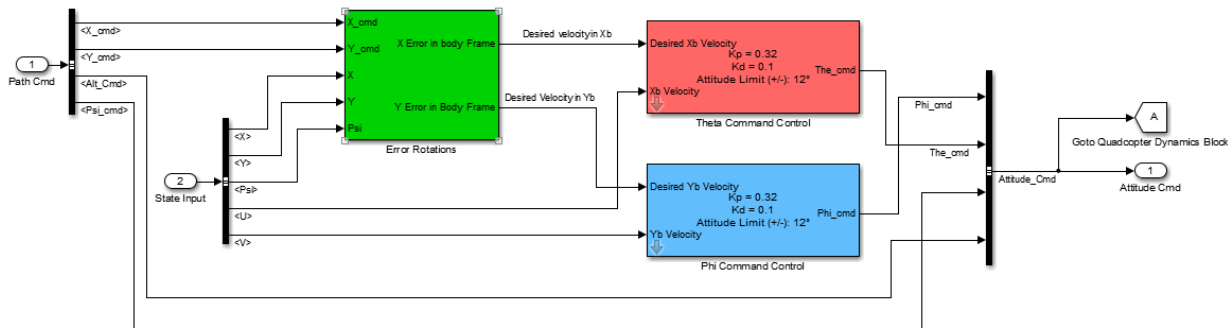 1
Path Cmd
<X_cmd>
<Y_cmd>
<Alt_Cmd>
<Psi_cmd>
2
State Input
<X>
<Y>
<Psi>
<U>
<V>
X_cmd
Y_cmd
X
Y
Psi
X Error in body Frame
Y Error in Body Frame
Error Rotations
Desired velocity in Xb
Desired Velocity in Yb
Desired Xb Velocity
Kp = 0.32
Kd = 0.1
Attitude Limit (+/-): 12°
The_cmd
Xb Velocity
Theta Command Control
Desired Yb Velocity
Kp = 0.32
Kd = 0.1
Attitude Limit (+/-): 12°
Phi_cmd
Yb Velocity
Phi Command Control
Phi_cmd
The_cmd
Attitude_Cmd
A
Goto Quadcopter Dynamics Block
1
Attitude Cmd